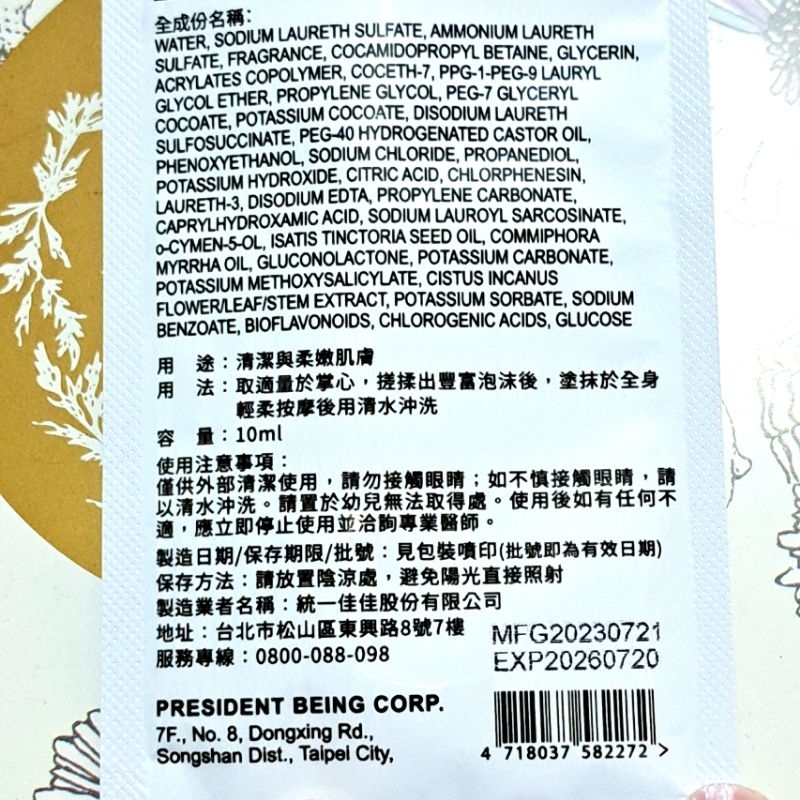 全成份名稱:
WATER, SODIUM LAURETH SULFATE, AMMONIUM LAURETH
SULFATE, FRAGRANCE, COCAMIDOPROPYL BETAINE, GLYCERIN,
ACRYLATES COPOLYMER, COCETH-7, PPG-1-PEG-9 LAURYL
GLYCOL ETHER, PROPYLENE GLYCOL, PEG-7 GLYCERYL
COCOATE, POTASSIUM COCOATE, DISODIUM LAURETH
SULFOSUCCINATE, PEG-40 HYDROGENATED CASTOR OIL,
PHENOXYETHANOL, SODIUM CHLORIDE, PROPANEDIOL,
POTASSIUM HYDROXIDE, CITRIC ACID, CHLORPHENESIN,
LAURETH-3, DISODIUM EDTA, PROPYLENE CARBONATE,
CAPRYLHYDROXAMIC ACID, SODIUM LAUROYL SARCOSINATE,
o-CYMEN-5-OL, ISATIS TINCTORIA SEED OIL, COMMIPHORA
MYRRHA OIL, GLUCONOLACTONE, POTASSIUM CARBONATE,
POTASSIUM METHOXYSALICYLATE, CISTUS INCANUS
FLOWER/LEAF/STEM EXTRACT, POTASSIUM SORBATE, SODIUM
BENZOATE, BIOFLAVONOIDS, CHLOROGENIC ACIDS, GLUCOSE
用　途：清潔與柔嫩肌膚
用　法：取適量於掌心，搓揉出豐富泡沫後，塗抹於全身
輕柔按摩後用清水沖洗
容　量：10ml
使用注意事項：
僅供外部清潔使用，請勿接觸眼睛；如不慎接觸眼睛，請
以清水沖洗。請置於幼兒無法取得處。使用後如有任何不
適，應立即停止使用並洽詢專業醫師。
製造日期/保存期限/批號：見包裝噴印(批號即為有效日期)
保存方法：請放置陰涼處，避免陽光直接照射
製造業者名稱：統一佳佳股份有限公司
地址：台北市松山區東興路8號7樓
服務專線：0800-088-098
MFG20230721
EXP20260720
PRESIDENT BEING CORP.
7F., No. 8, Dongxing Rd.,
Songshan Dist., Taipei City,
4 718037 582272 >